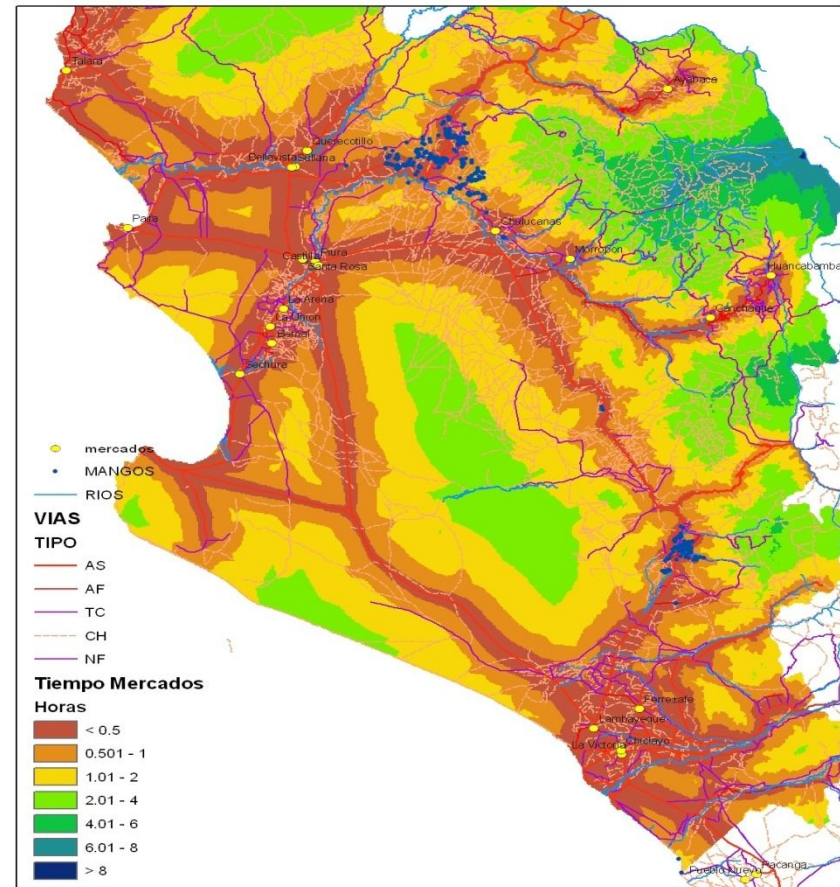 Talara
Ayabaca
Querecotillo
Bellavista
Sullana
Paita
Chulucanas
Castilla
Piura
Santa Rosa
Morropon
Huancabamba
La Arena
La Union
Bernal
Canchaque
Sechura
mercados
MANGOS
RIOS
VIAS
TIPO
AS
AF
TC
CH
NF
Tiempo Mercados
Horas
< 0.5
0.501 - 1
1.01 - 2
2.01 - 4
4.01 - 6
6.01 - 8
> 8
Ferre±afe
Lambayeque
La Victoria
Chiclayo
Pueblo Nuevo
Pacanga